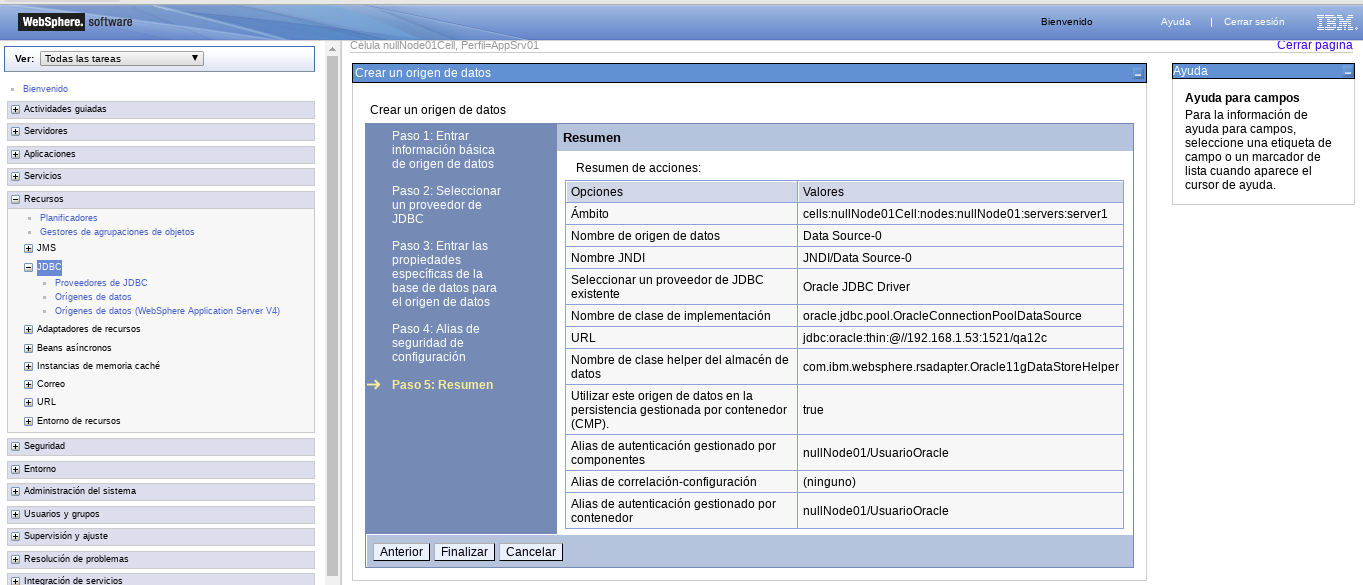 WebSphere. software
Bienvenido
Ayuda | Cerrar sesión
IBM.
Ver: Todas las tareas
Bienvenido
Actividades guiadas
Servidores
Aplicaciones
Servicios
Recursos
Planificadores
Gestores de agrupaciones de objetos
JMS
JDBC
Proveedores de JDBC
Orígenes de datos
Orígenes de datos (WebSphere Application Server V4)
Adaptadores de recursos
Beans asíncronos
Instancias de memoria caché
Correo
URL
Entorno de recursos
Seguridad
Entorno
Administración del sistema
Usuarios y grupos
Supervisión y ajuste
Resolución de problemas
Integración de servicios
Célula nullNode01Cell, Perfil=AppSrv01
Cerrar página
Crear un origen de datos
Crear un origen de datos
Paso 1: Entrar
información básica
de origen de datos
Paso 2: Seleccionar
un proveedor de
JDBC
Paso 3: Entrar las
propiedades
específicas de la
base de datos para
el origen de datos
Paso 4: Alias de
seguridad de
configuración
Paso 5: Resumen
Resumen
Resumen de acciones:
Opciones Valores
Ámbito cells:nullNode01Cell:nodes:nullNode01:servers:server1
Nombre de origen de datos Data Source-0
Nombre JNDI JNDI/Data Source-0
Seleccionar un proveedor de JDBC
existente Oracle JDBC Driver
Nombre de clase de implementación oracle.jdbc.pool.OracleConnectionPoolDataSource
URL jdbc:oracle:thin:@//192.168.1.53:1521/qa12c
Nombre de clase helper del almacén de
datos com.ibm.websphere.rsadapter.Oracle11gDataStoreHelper
Utilizar este origen de datos en la
persistencia gestionada por contenedor true
(CMP).
Alias de autenticación gestionado por
componentes nullNode01/UsuarioOracle
Alias de correlación-configuración (ninguno)
Alias de autenticación gestionado por
contenedor nullNode01/UsuarioOracle
Anterior Finalizar Cancelar
Ayuda
Ayuda para campos
Para la información de
ayuda para campos,
seleccione una etiqueta de
campo o un marcador de
lista cuando aparece el
cursor de ayuda.